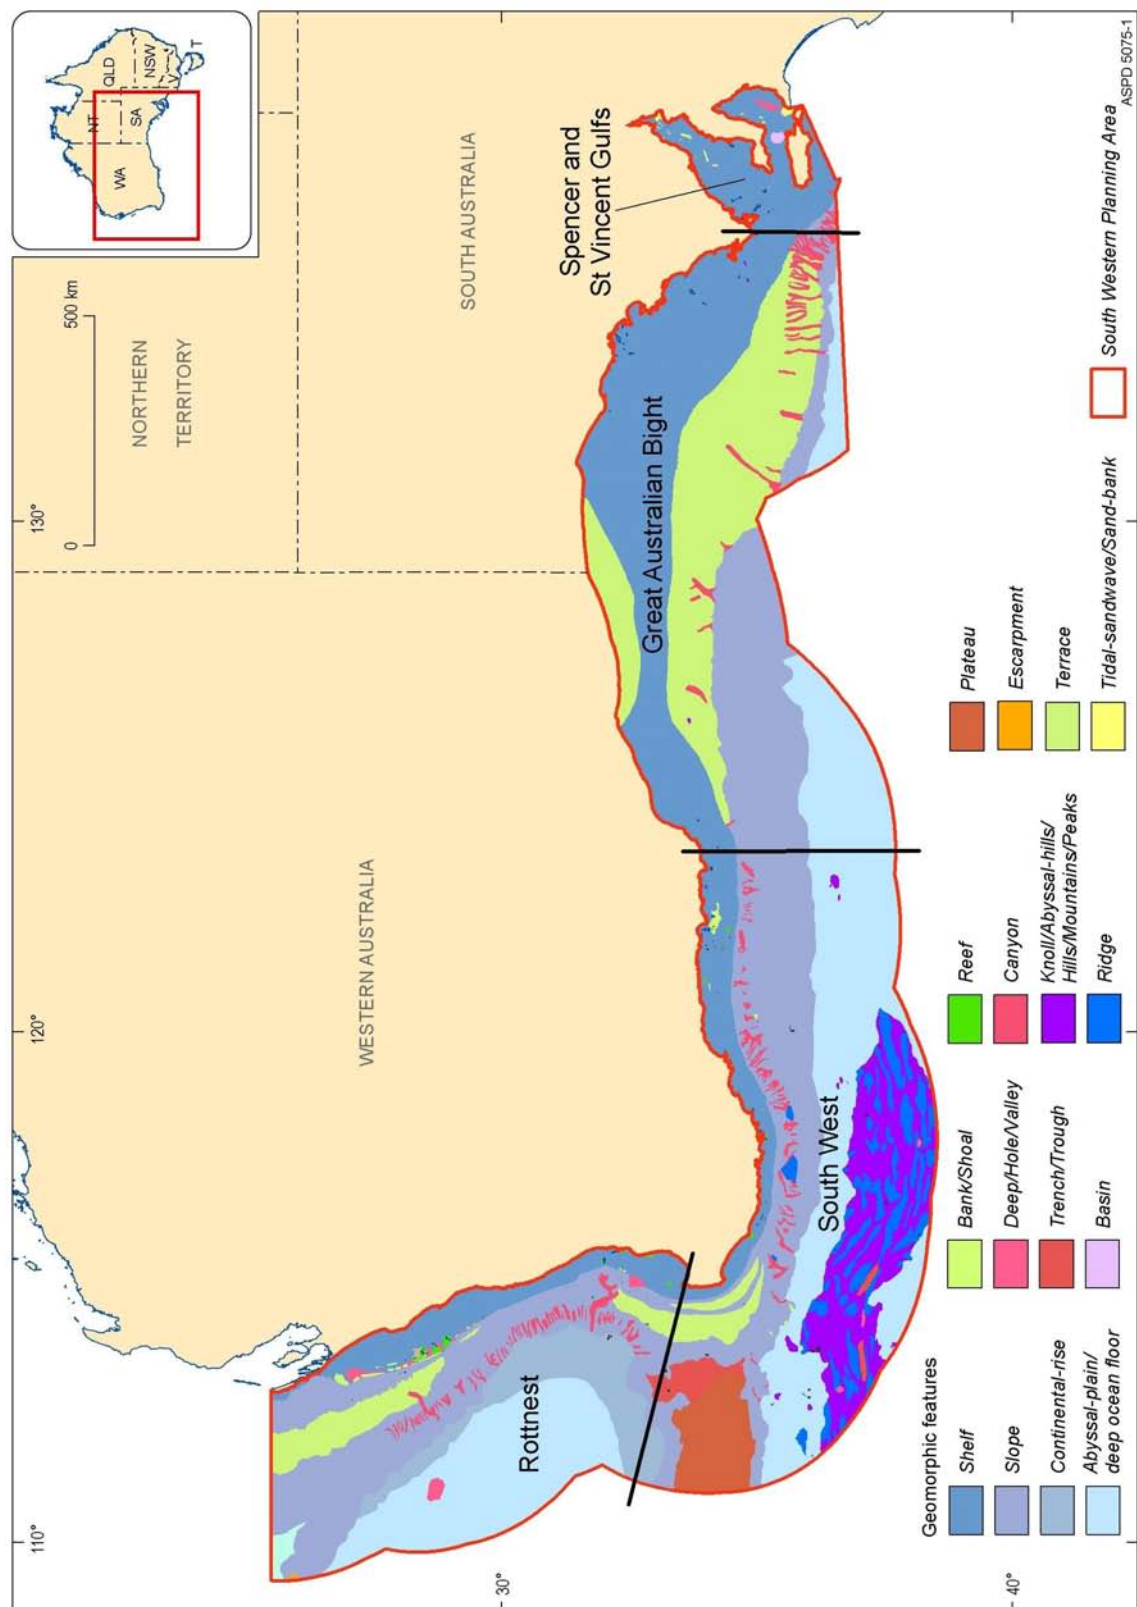 110°
120°
130°
0
500 km
NT
QLD
WA
SA
NSW
V
T
NORTHERN
TERRITORY
WESTERN AUSTRALIA
SOUTH AUSTRALIA
Spencer and
St Vincent Gulfs
Great Australian Bight
Rottnest
South West
- 30°
- 40°
Geomorphic features
Shelf
Slope
Continental-rise
Abyssal-plain/
deep ocean floor
Bank/Shoal
Deep/Hole/Valley
Trench/Trough
Basin
Reef
Canyon
Knoll/Abyssal-hills/
Hills/Mountains/Peaks
Ridge
Plateau
Escarpment
Terrace
Tidal-sandwave/Sand-bank
South Western Planning Area
ASPD 5075-1